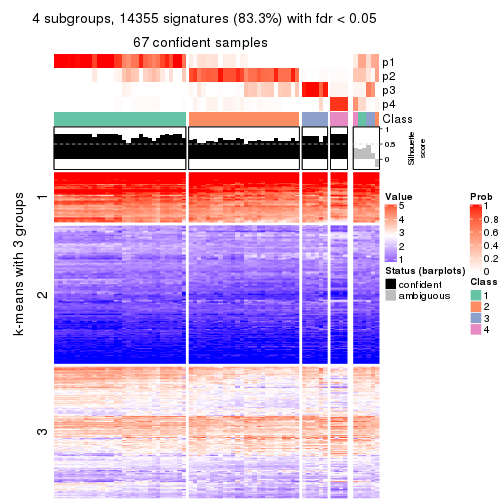 4 subgroups, 14355 signatures (83.3%) with fdr < 0.05
67 confident samples
p1
p2
p3
p4
Class
1
0.5
0
Silhouette
score
k-means with 3 groups
1
2
3
Value
5
4
3
2
1
Status (barplots)
confident
ambiguous
Prob
1
0.8
0.6
0.4
0.2
0
Class
1
2
3
4